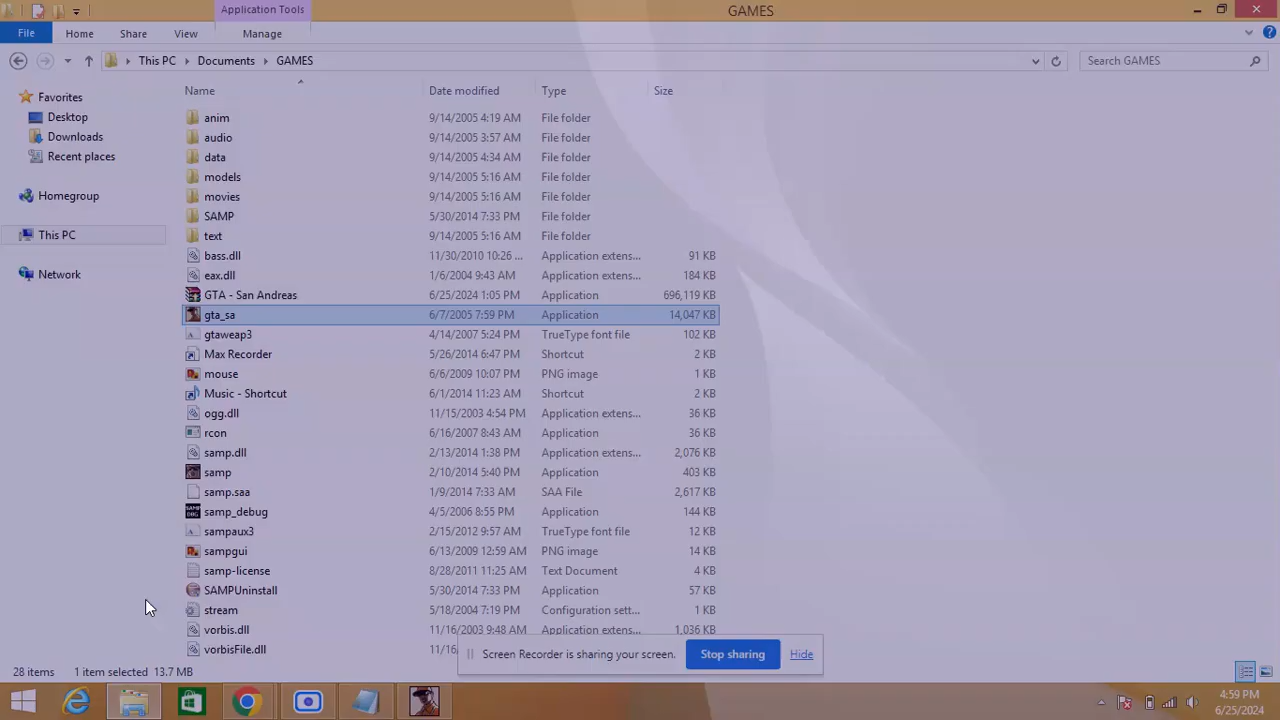 Application Tools
GAMES
File Home Share View Manage
This PC Documents GAMES Search GAMES
Name Date modified Type Size
Favorites
Desktop
Downloads
Recent places
Homegroup
This PC
Network
anim 9/14/2005 4:19 AM File folder
audio 9/14/2005 3:57 AM File folder
data 9/14/2005 4:34 AM File folder
models 9/14/2005 5:16 AM File folder
movies 9/14/2005 5:16 AM File folder
SAMP 5/30/2014 7:33 PM File folder
text 9/14/2005 5:16 AM File folder
bass.dll 11/30/2010 10:26 ... Application extens... 91 KB
eax.dll 1/6/2004 9:43 AM Application extens... 184 KB
GTA - San Andreas 6/25/2024 1:05 PM Application 696,119 KB
gta_sa 6/7/2005 7:59 PM Application 14,047 KB
gtaweap3 4/14/2007 5:24 PM TrueType font file 102 KB
Max Recorder 5/26/2014 6:47 PM Shortcut 2 KB
mouse 6/6/2009 10:07 PM PNG image 1 KB
Music - Shortcut 6/1/2014 11:23 AM Shortcut 2 KB
ogg.dll 11/15/2003 4:54 PM Application extens... 36 KB
rcon 6/16/2007 8:43 AM Application 36 KB
samp.dll 2/13/2014 1:38 PM Application extens... 2,076 KB
samp 2/10/2014 5:40 PM Application 403 KB
samp.saa 1/9/2014 7:33 AM SAA File 2,617 KB
samp_debug 4/5/2006 8:55 PM Application 144 KB
sampaux3 2/15/2012 9:57 AM TrueType font file 12 KB
sampgui 6/13/2009 12:59 AM PNG image 14 KB
samp-license 8/28/2011 11:25 AM Text Document 4 KB
SAMPUninstall 5/30/2014 7:33 PM Application 57 KB
stream 5/18/2004 7:19 PM Configuration sett... 1 KB
vorbis.dll 11/16/2003 9:48 AM Application extens... 1,036 KB
vorbisFile.dll 11/16
Screen Recorder is sharing your screen. Stop sharing Hide
28 items 1 item selected 13.7 MB
4:59 PM
6/25/2024